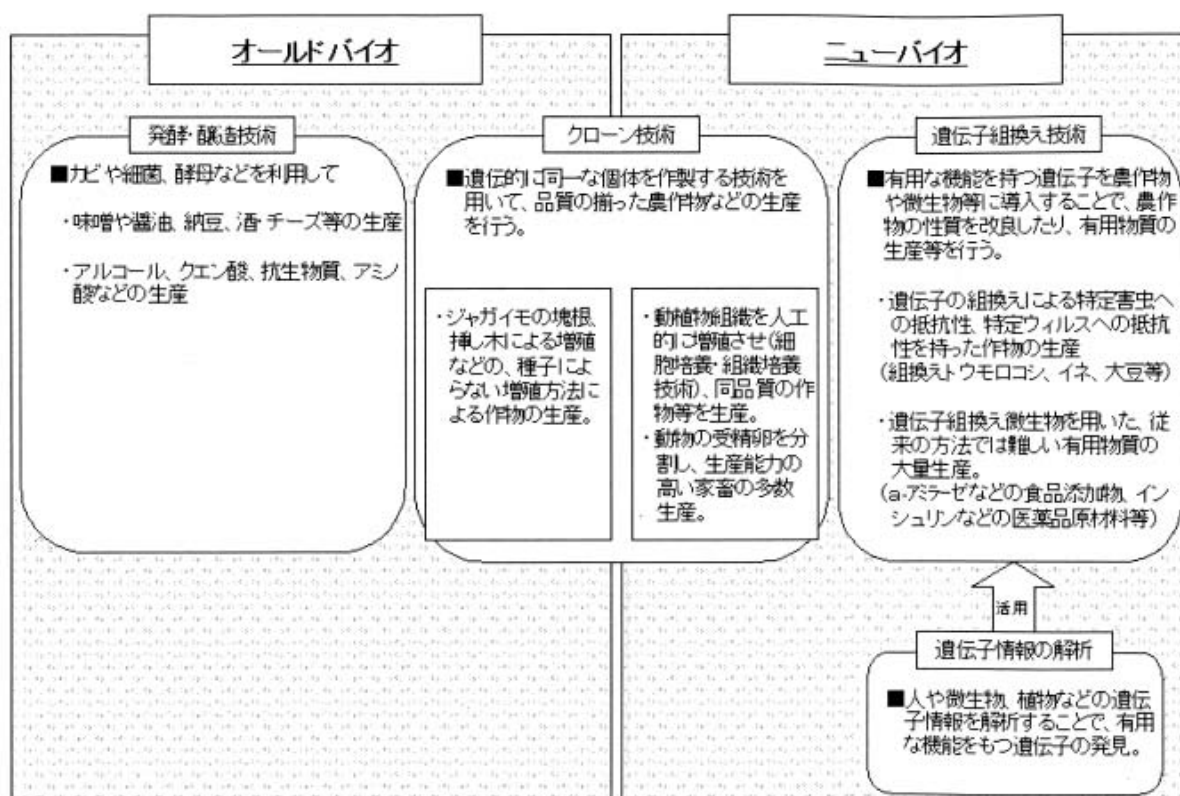 オールドバイオ
ニューバイオ
発酵・醸造技術
■カビや細菌、酵母などを利用して
・味噌や醤油、納豆、酒・チーズ等の生産
・アルコール、クエン酸、抗生物質、アミノ
酸などの生産
クローン技術
■遺伝的に同一な個体を作製する技術を
用いて、品質の揃った農作物などの生産
を行う。
・ジャガイモの塊根、
挿し木による増殖
などの、種子によ
らない増殖方法に
よる作物の生産。
・動植物組織を人工
的に増殖させ(細
胞培養・組織培養
技術)、同品質の作
物等を生産。
・動物の受精卵を分
割し、生産能力の
高い家畜の多数
生産。
遺伝子組換え技術
■有用な機能を持つ遺伝子を農作物
や微生物等に導入することで、農作
物の性質を改良したり、有用物質の
生産等を行う。
・遺伝子の組換えによる特定害虫へ
の抵抗性、特定ウィルスへの抵抗
性を持った作物の生産
(組換えトウモロコシ、イネ、大豆等)
・遺伝子組換え微生物を用いた、従
来の方法では難しい有用物質の
大量生産。
(a-アミラーゼなどの食品添加物、イン
シュリンなどの医薬品原材料等)
活用
遺伝子情報の解析
■人や微生物、植物などの遺伝
子情報を解析することで、有用
な機能をもつ遺伝子の発見。